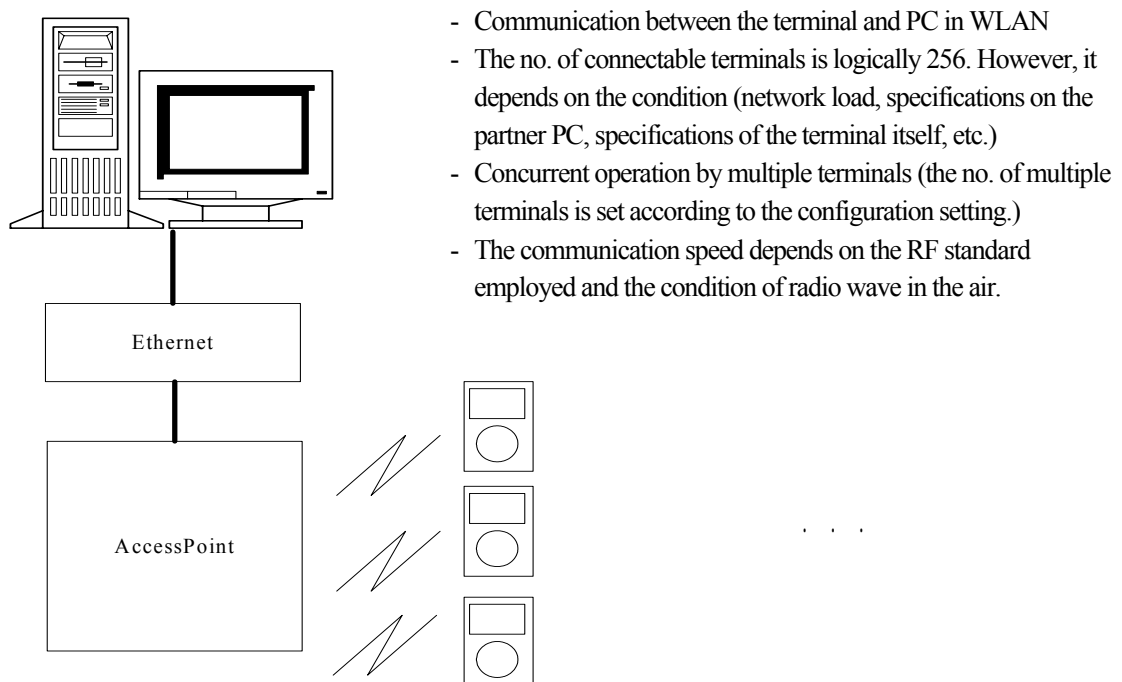 - Communication between the terminal and PC in WLAN
- The no. of connectable terminals is logically 256. However, it
depends on the condition (network load, specifications on the
partner PC, specifications of the terminal itself, etc.)
- Concurrent operation by multiple terminals (the no. of multiple
terminals is set according to the configuration setting.)
- The communication speed depends on the RF standard
employed and the condition of radio wave in the air.
Ethernet
AccessPoint
. . .